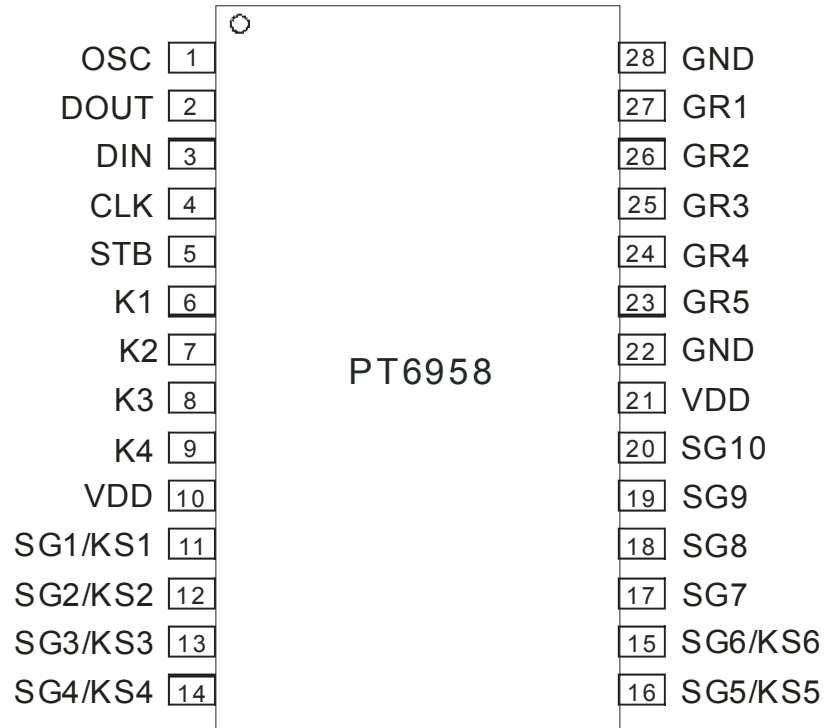 OSC 1 28 GND
DOUT 2 27 GR1
DIN 3 26 GR2
CLK 4 25 GR3
STB 5 24 GR4
K1 6 23 GR5
K2 7 22 GND
PT6958
K3 8 21 VDD
K4 9 20 SG10
VDD 10 19 SG9
SG1/KS1 11 18 SG8
SG2/KS2 12 17 SG7
SG3/KS3 13 15 SG6/KS6
SG4/KS4 14 16 SG5/KS5